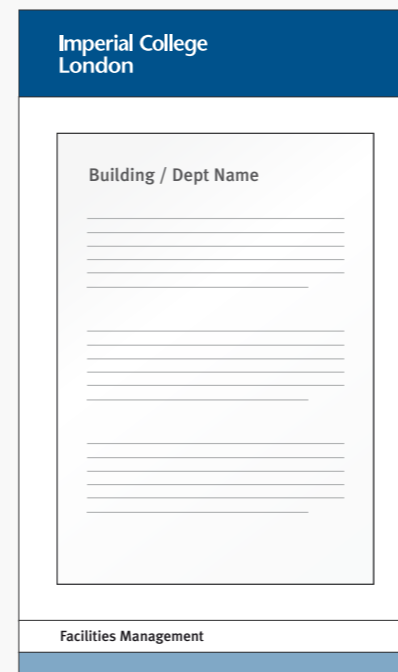 Imperial College
London
Building / Dept Name
Facilities Management